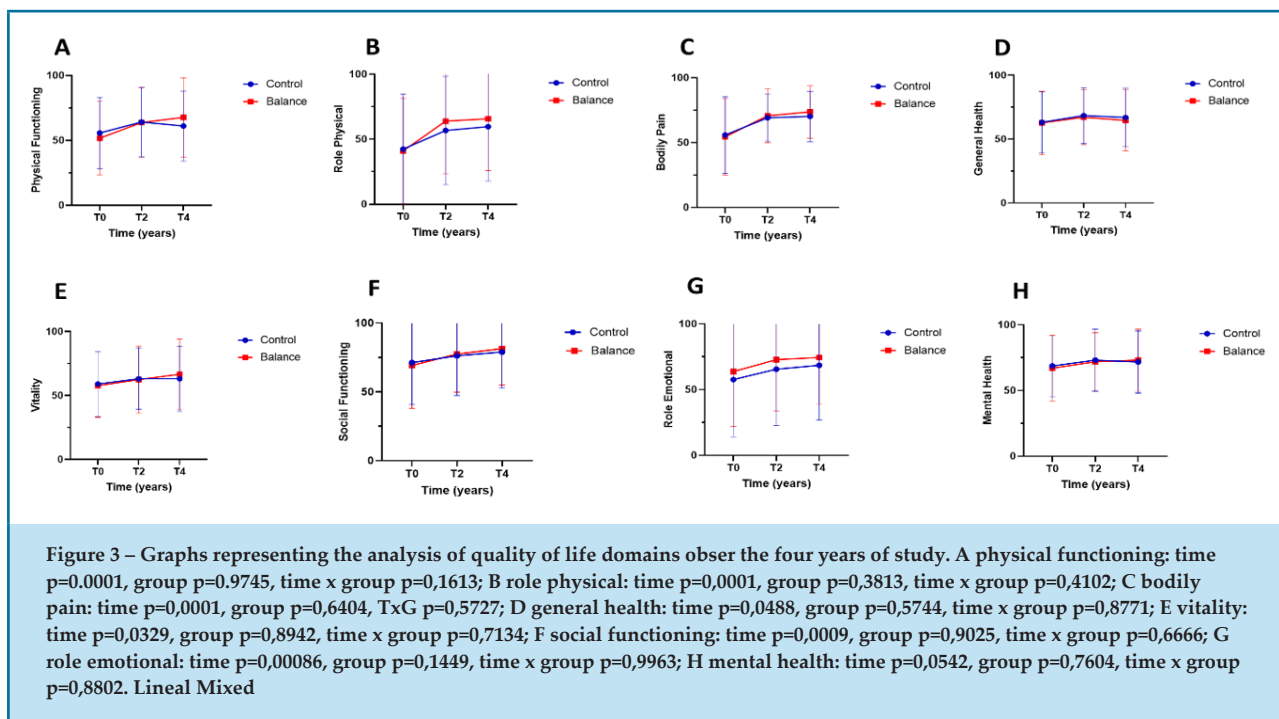 A
100
50
0
Physical Functioning
T0 T2 T4
Time (years)
Control
Balance
B
100
50
0
Role Physical
T0 T2 T4
Time (years)
Control
Balance
C
100
50
0
Bodily Pain
T0 T2 T4
Time (years)
Control
Balance
D
100
50
0
General Health
T0 T2 T4
Time (years)
Control
Balance
E
100
50
0
Vitality
T0 T2 T4
Time (years)
Control
Balance
F
100
50
0
Social Functioning
T0 T2 T4
Time (years)
Control
Balance
G
100
50
0
Role Emotional
T0 T2 T4
Time (years)
Control
Balance
H
100
50
0
Mental Health
T0 T2 T4
Time (years)
Control
Balance
Figure 3 – Graphs representing the analysis of quality of life domains obser the four years of study. A physical functioning: time
p=0.0001, group p=0.9745, time x group p=0,1613; B role physical: time p=0,0001, group p=0,3813, time x group p=0,4102; C bodily
pain: time p=0,0001, group p=0,6404, TxG p=0,5727; D general health: time p=0,0488, group p=0,5744, time x group p=0,8771; E vitality:
time p=0,0329, group p=0,8942, time x group p=0,7134; F social functioning: time p=0,0009, group p=0,9025, time x group p=0,6666; G
role emotional: time p=0,00086, group p=0,1449, time x group p=0,9963; H mental health: time p=0,0542, group p=0,7604, time x group
p=0,8802. Lineal Mixed